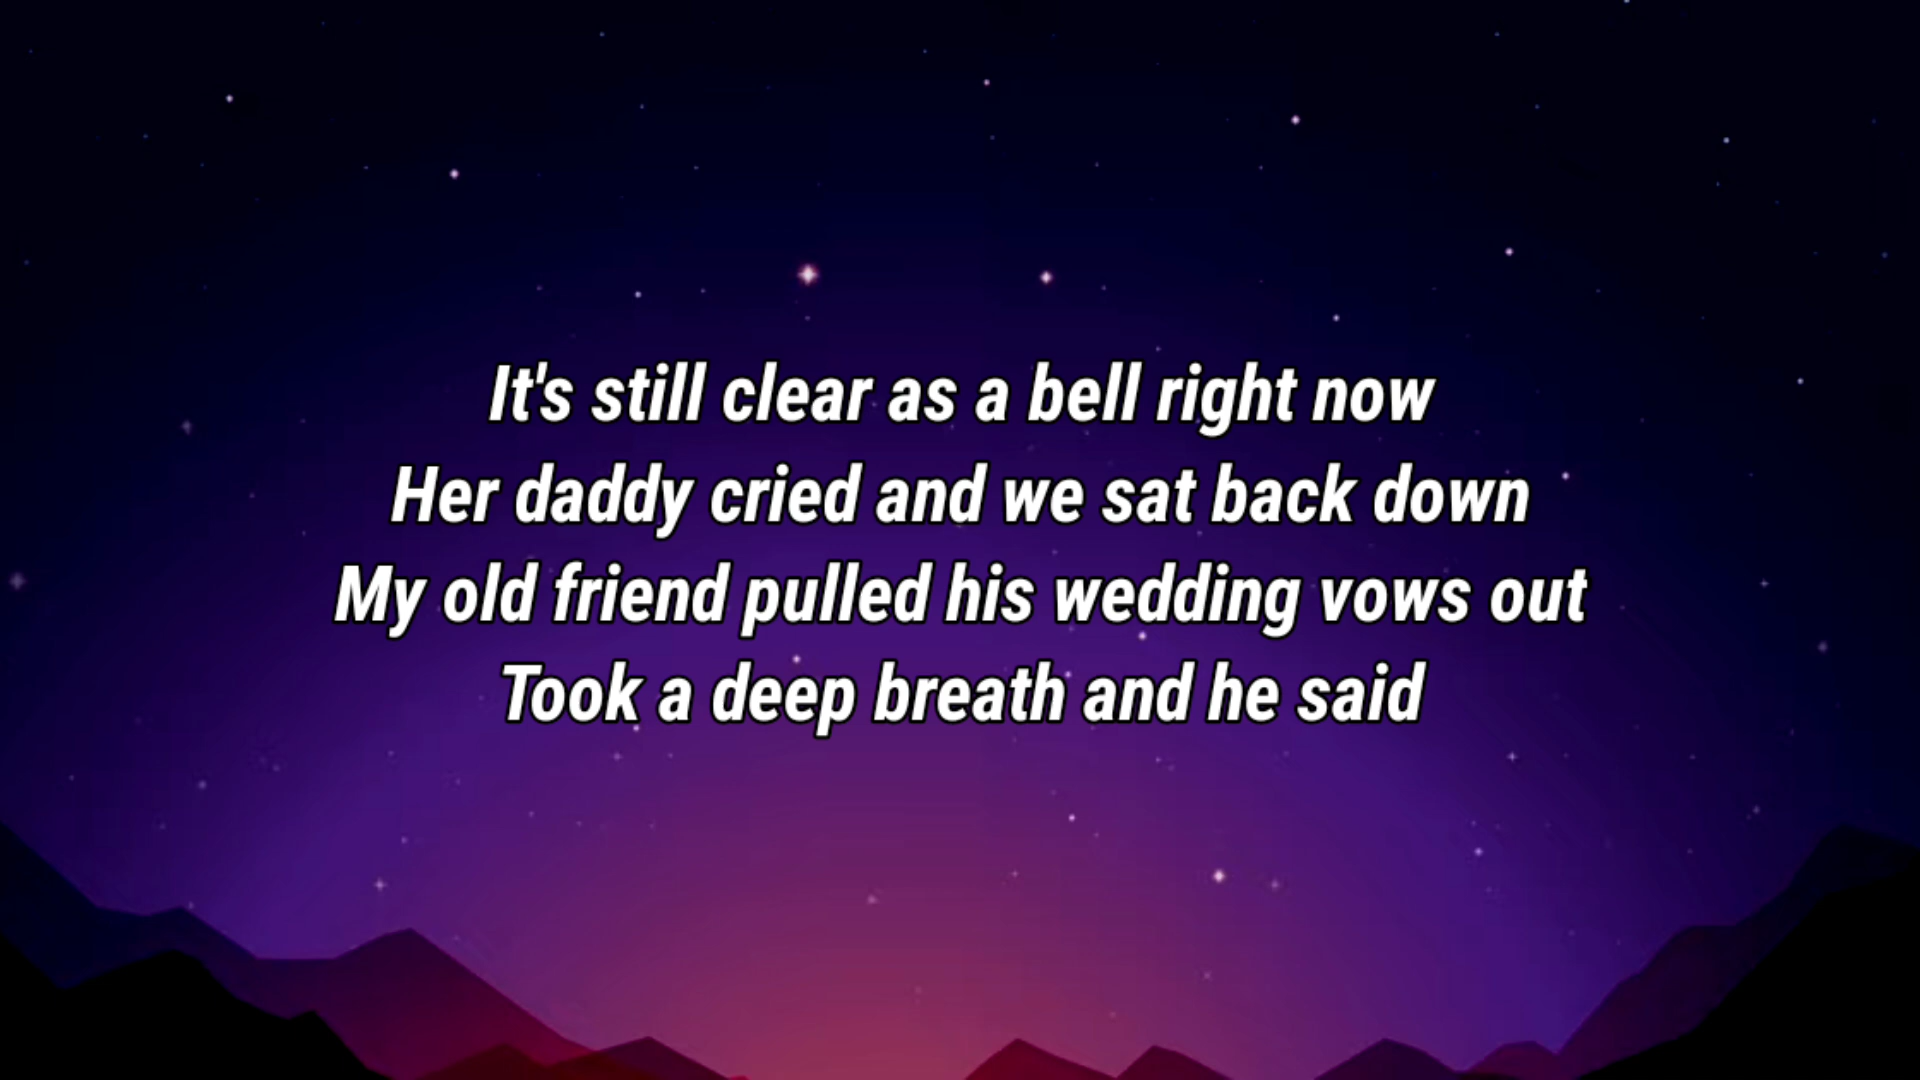 It's still clear as a bell right now
Her daddy cried and we sat back down
My old friend pulled his wedding vows out
Took a deep breath and he said